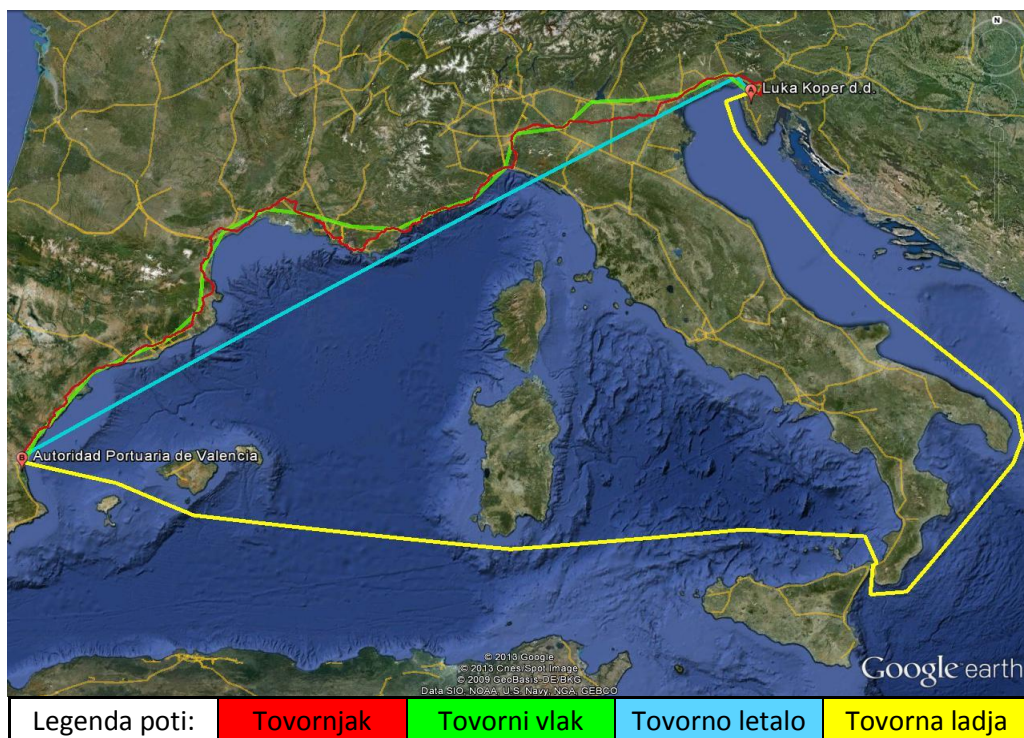 N
A Luka Koper d.d.
B Autoridad Portuaria de Valencia
© 2013 Google
© 2013 Cnes/Spot Image
© 2009 GeoBasis-DE/BKG
Data SIO, NOAA, U.S. Navy, NGA, GEBCO
Google earth
Legenda poti: Tovornjak Tovorni vlak Tovorno letalo Tovorna ladja